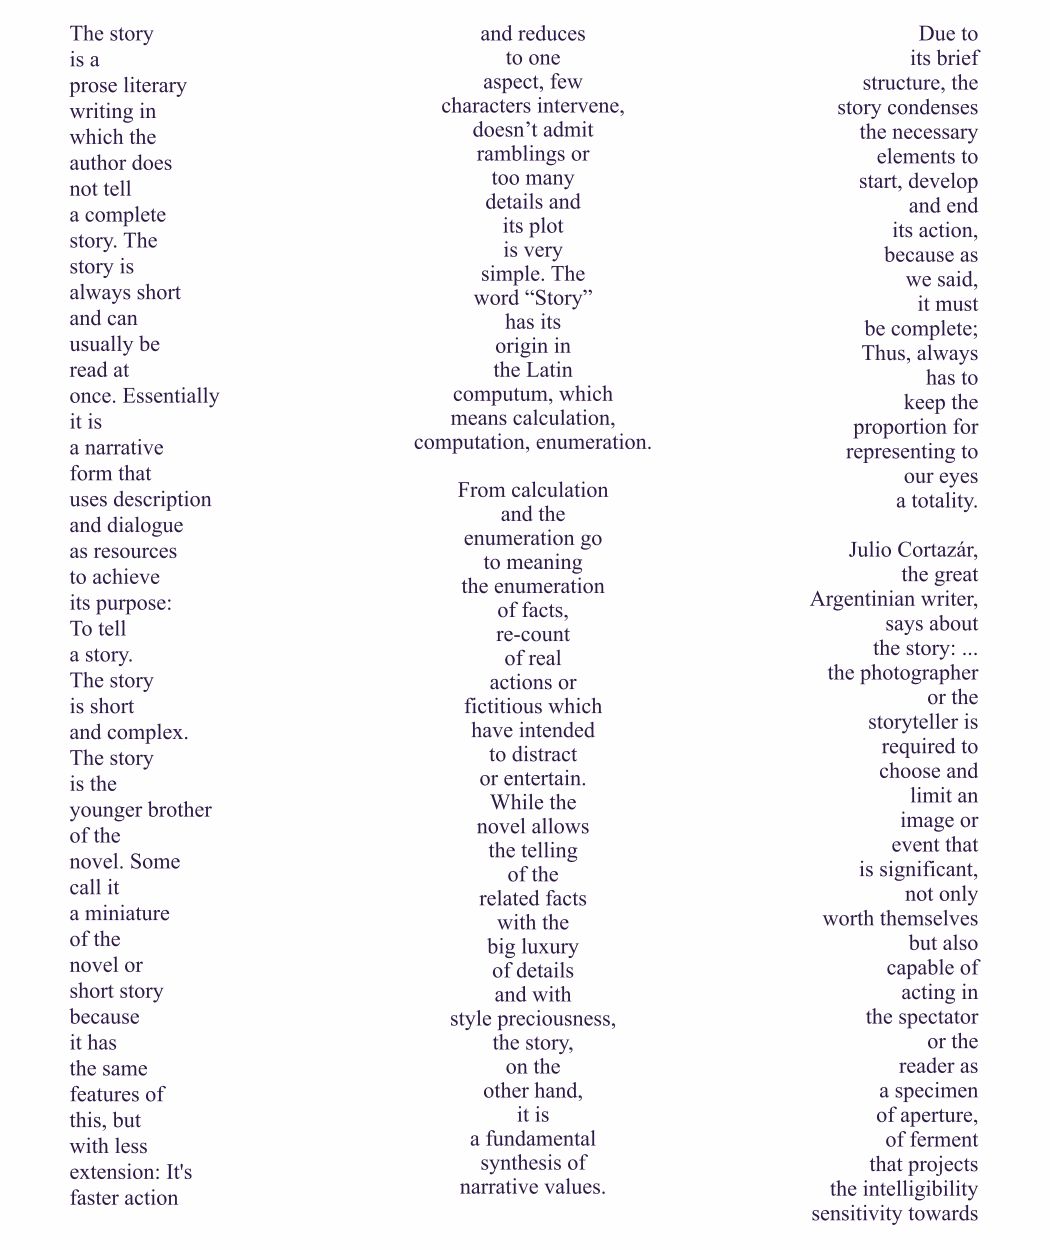 The story
is a
prose literary
writing in
which the
author does
not tell
a complete
story. The
story is
always short
and can
usually be
read at
once. Essentially
it is
a narrative
form that
uses description
and dialogue
as resources
to achieve
its purpose:
To tell
a story.
The story
is short
and complex.
The story
is the
younger brother
of the
novel. Some
call it
a miniature
of the
novel or
short story
because
it has
the same
features of
this, but
with less
extension: It's
faster action
and reduces
to one
aspect, few
characters intervene,
doesn’t admit
ramblings or
too many
details and
its plot
is very
simple. The
word “Story”
has its
origin in
the Latin
computum, which
means calculation,
computation, enumeration.
From calculation
and the
enumeration go
to meaning
the enumeration
of facts,
re-count
of real
actions or
fictitious which
have intended
to distract
or entertain.
While the
novel allows
the telling
of the
related facts
with the
big luxury
of details
and with
style preciousness,
the story,
on the
other hand,
it is
a fundamental
synthesis of
narrative values.
Due to
its brief
structure, the
story condenses
the necessary
elements to
start, develop
and end
its action,
because as
we said,
it must
be complete;
Thus, always
has to
keep the
proportion for
representing to
our eyes
a totality.
Julio Cortazár,
the great
Argentinian writer,
says about
the story: ...
the photographer
or the
storyteller is
required to
choose and
limit an
image or
event that
is significant,
not only
worth themselves
but also
capable of
acting in
the spectator
or the
reader as
a specimen
of aperture,
of ferment
that projects
the intelligibility
sensitivity towards